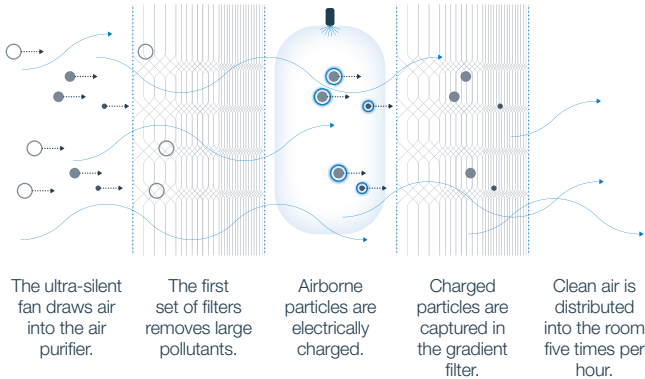 The ultra-silent
fan draws air
into the air
purifier.
The first
set of filters
removes large
pollutants.
Airborne
particles are
electrically
charged.
Charged
particles are
captured in
the gradient
filter.
Clean air is
distributed
into the room
five times per
hour.